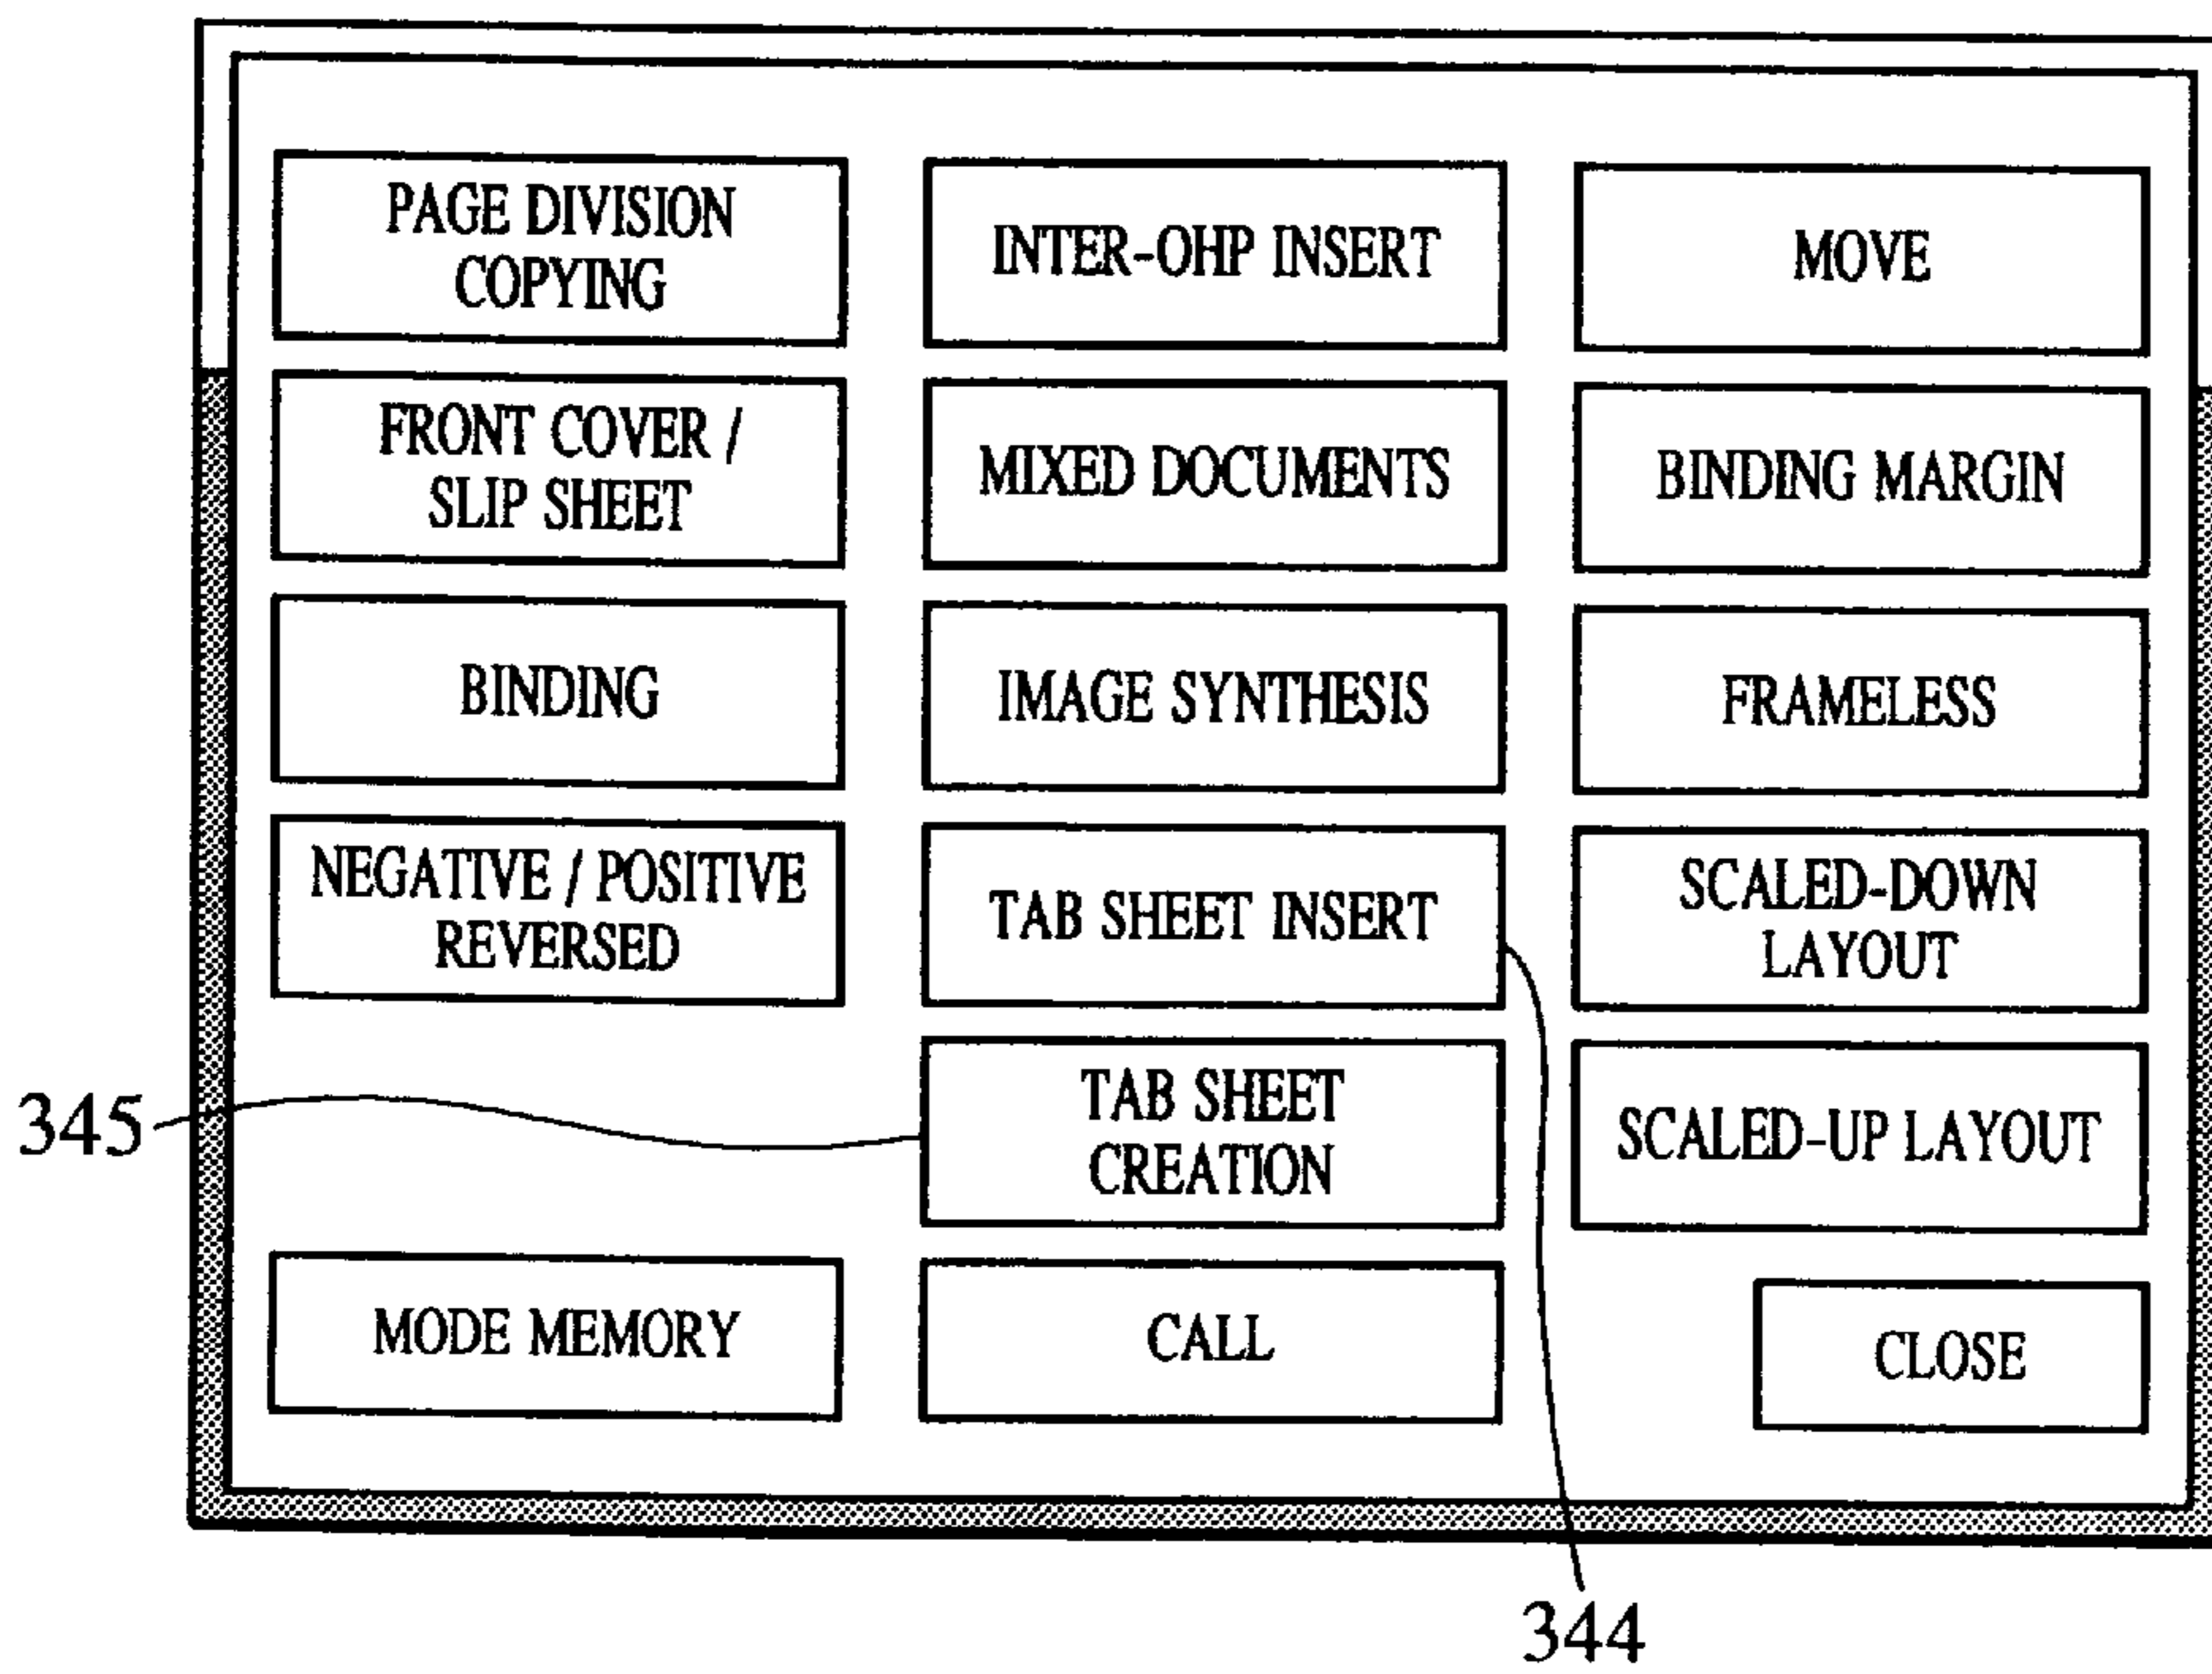 PAGE DIVISION
COPYING
INTER-OHP INSERT
MOVE
FRONT COVER /
SLIP SHEET
MIXED DOCUMENTS
BINDING MARGIN
BINDING
IMAGE SYNTHESIS
FRAMELESS
NEGATIVE / POSITIVE
REVERSED
TAB SHEET INSERT
SCALED-DOWN
LAYOUT
345
TAB SHEET
CREATION
SCALED-UP LAYOUT
MODE MEMORY
CALL
CLOSE
344